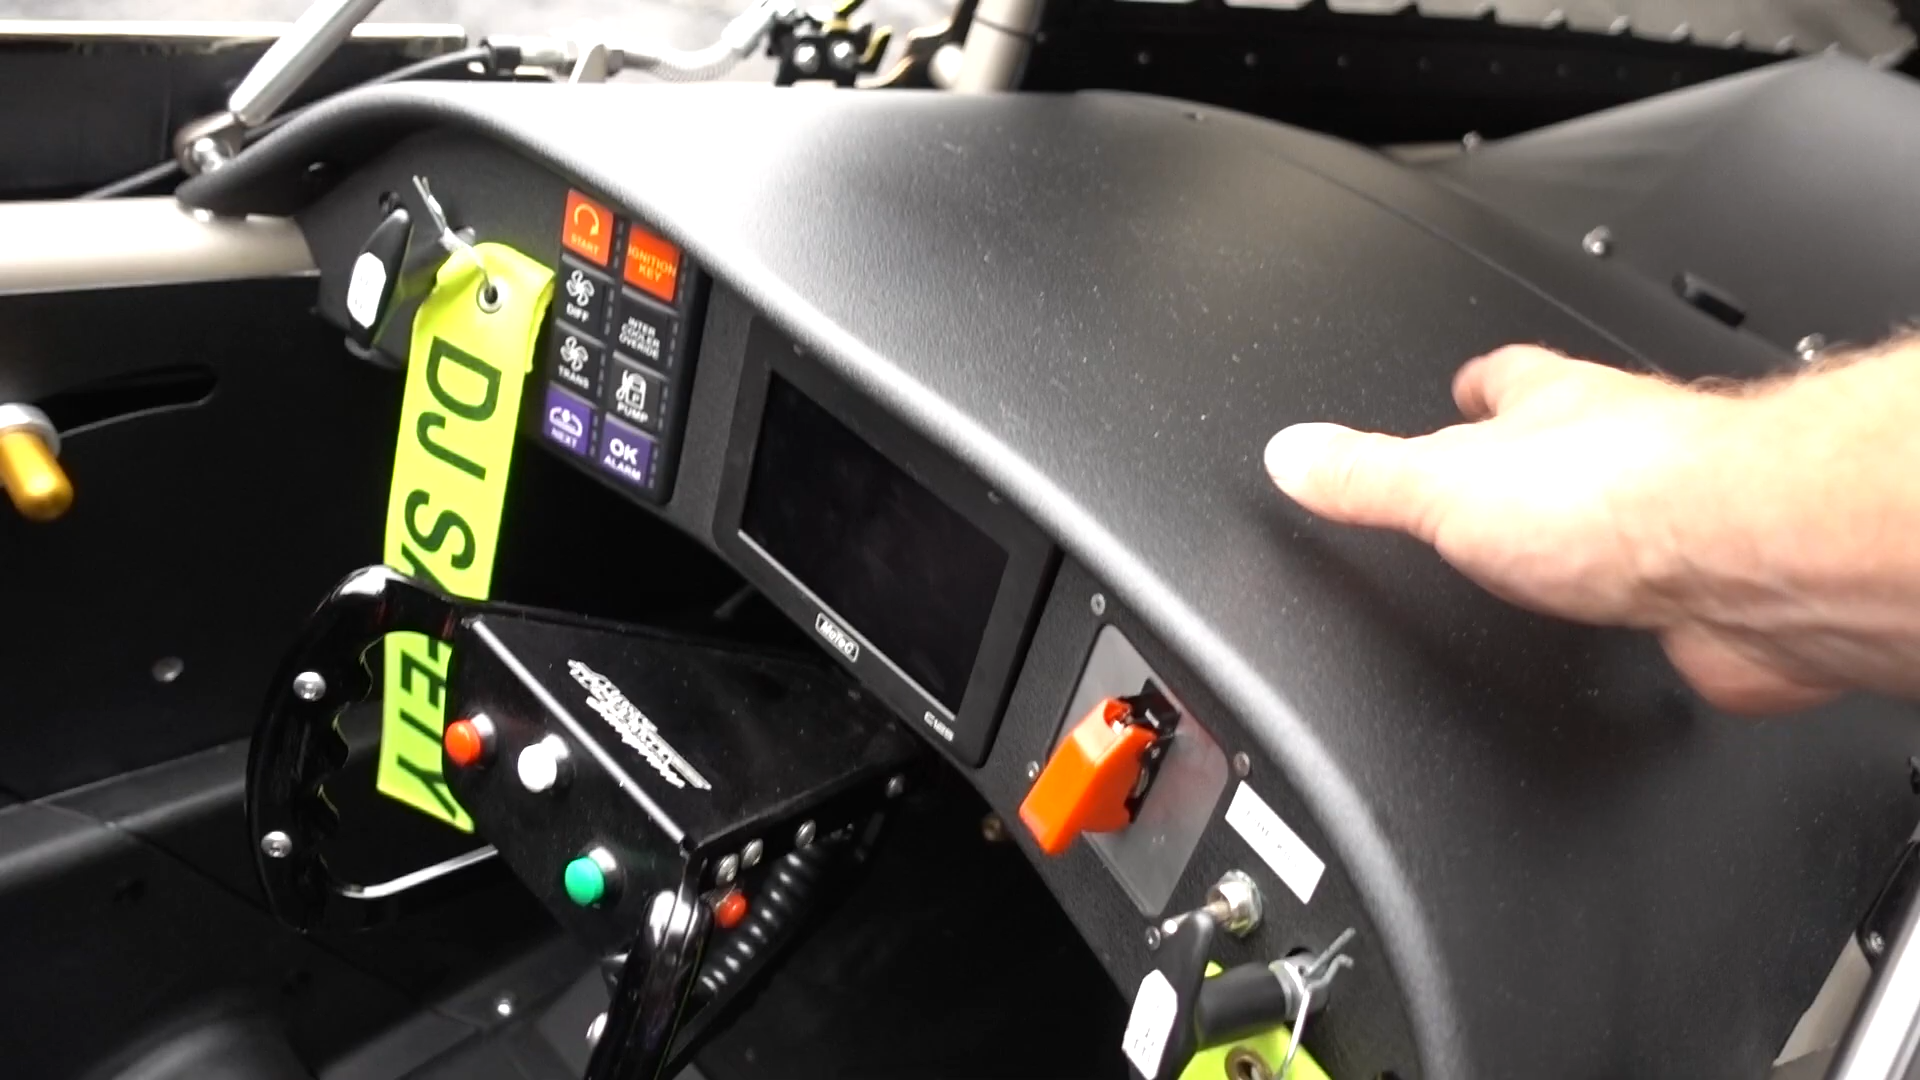 START
IGNITION
KEY
DIFF
INTER
COOLER
OVERIDE
TRANS
PUMP
NEXT
OK
ALARM
DJ SAFETY
MoTeC
C125